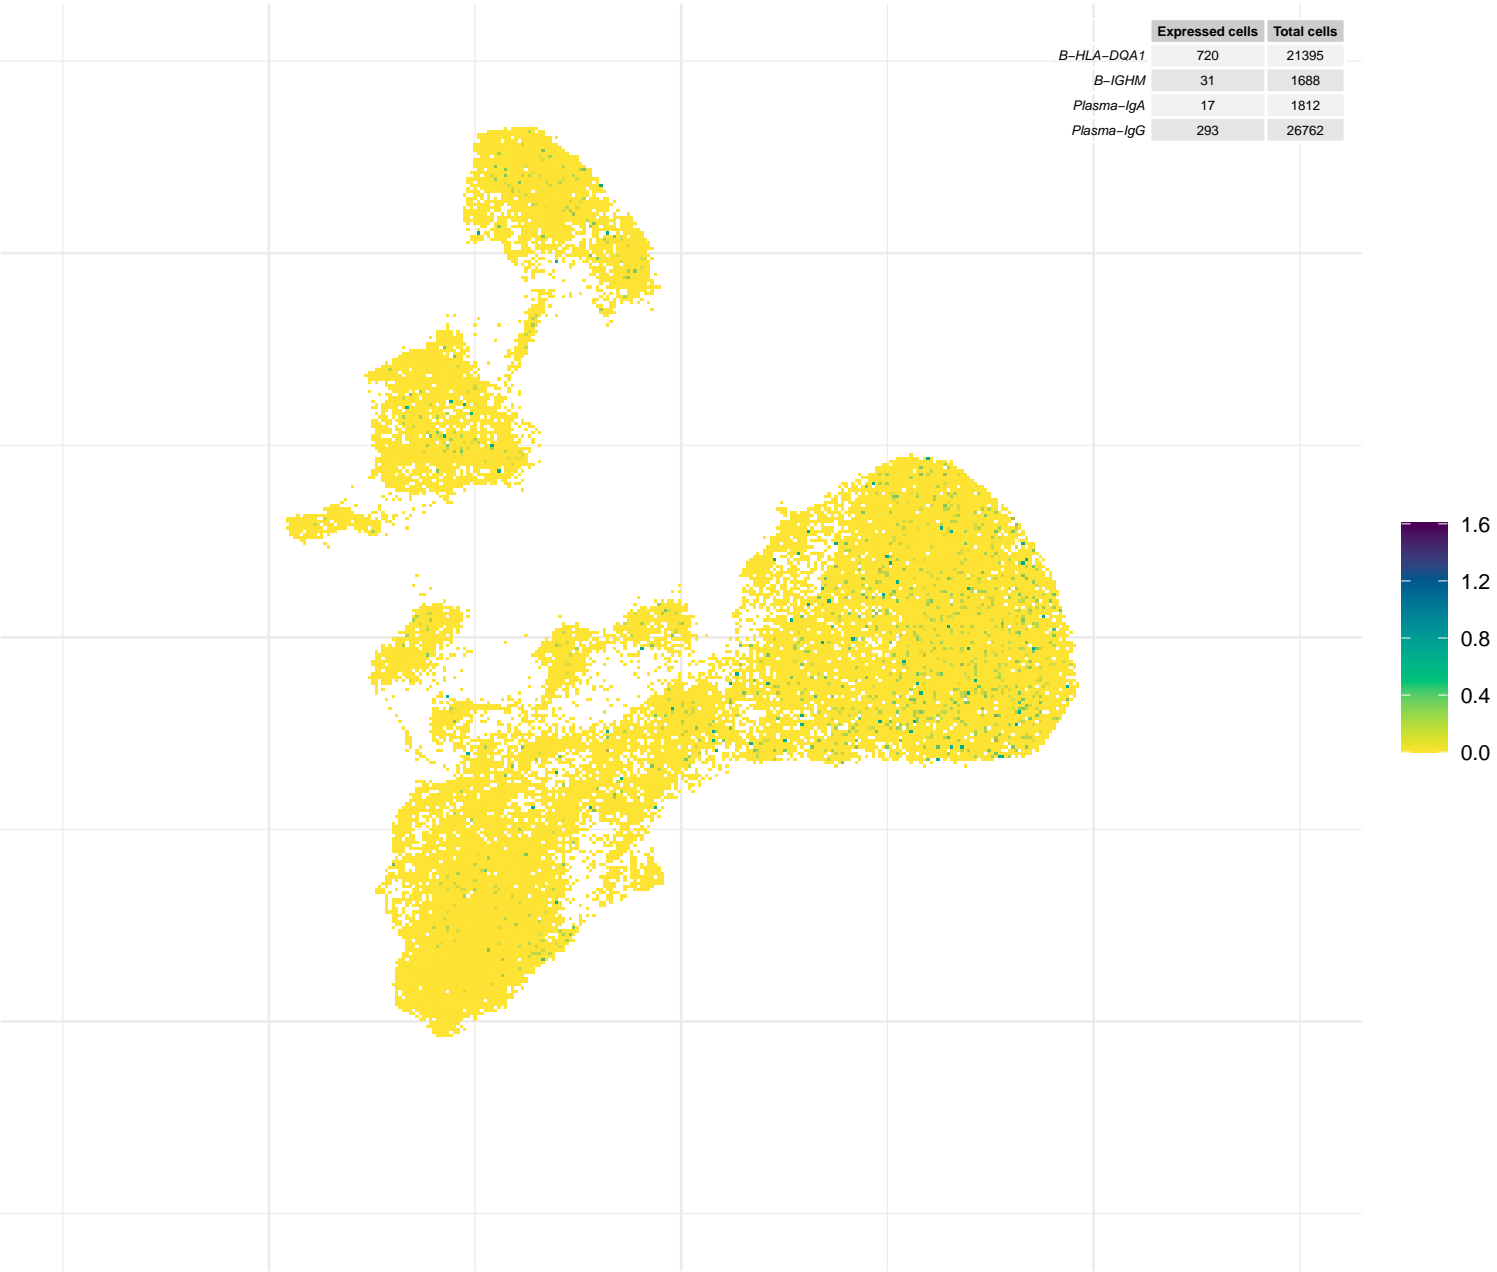 Expressed cells Total cells
B-HLA-DQA1 720 21395
B-IGHM 31 1688
Plasma-IgA 17 1812
Plasma-IgG 293 26762
1.6
1.2
0.8
0.4
0.0